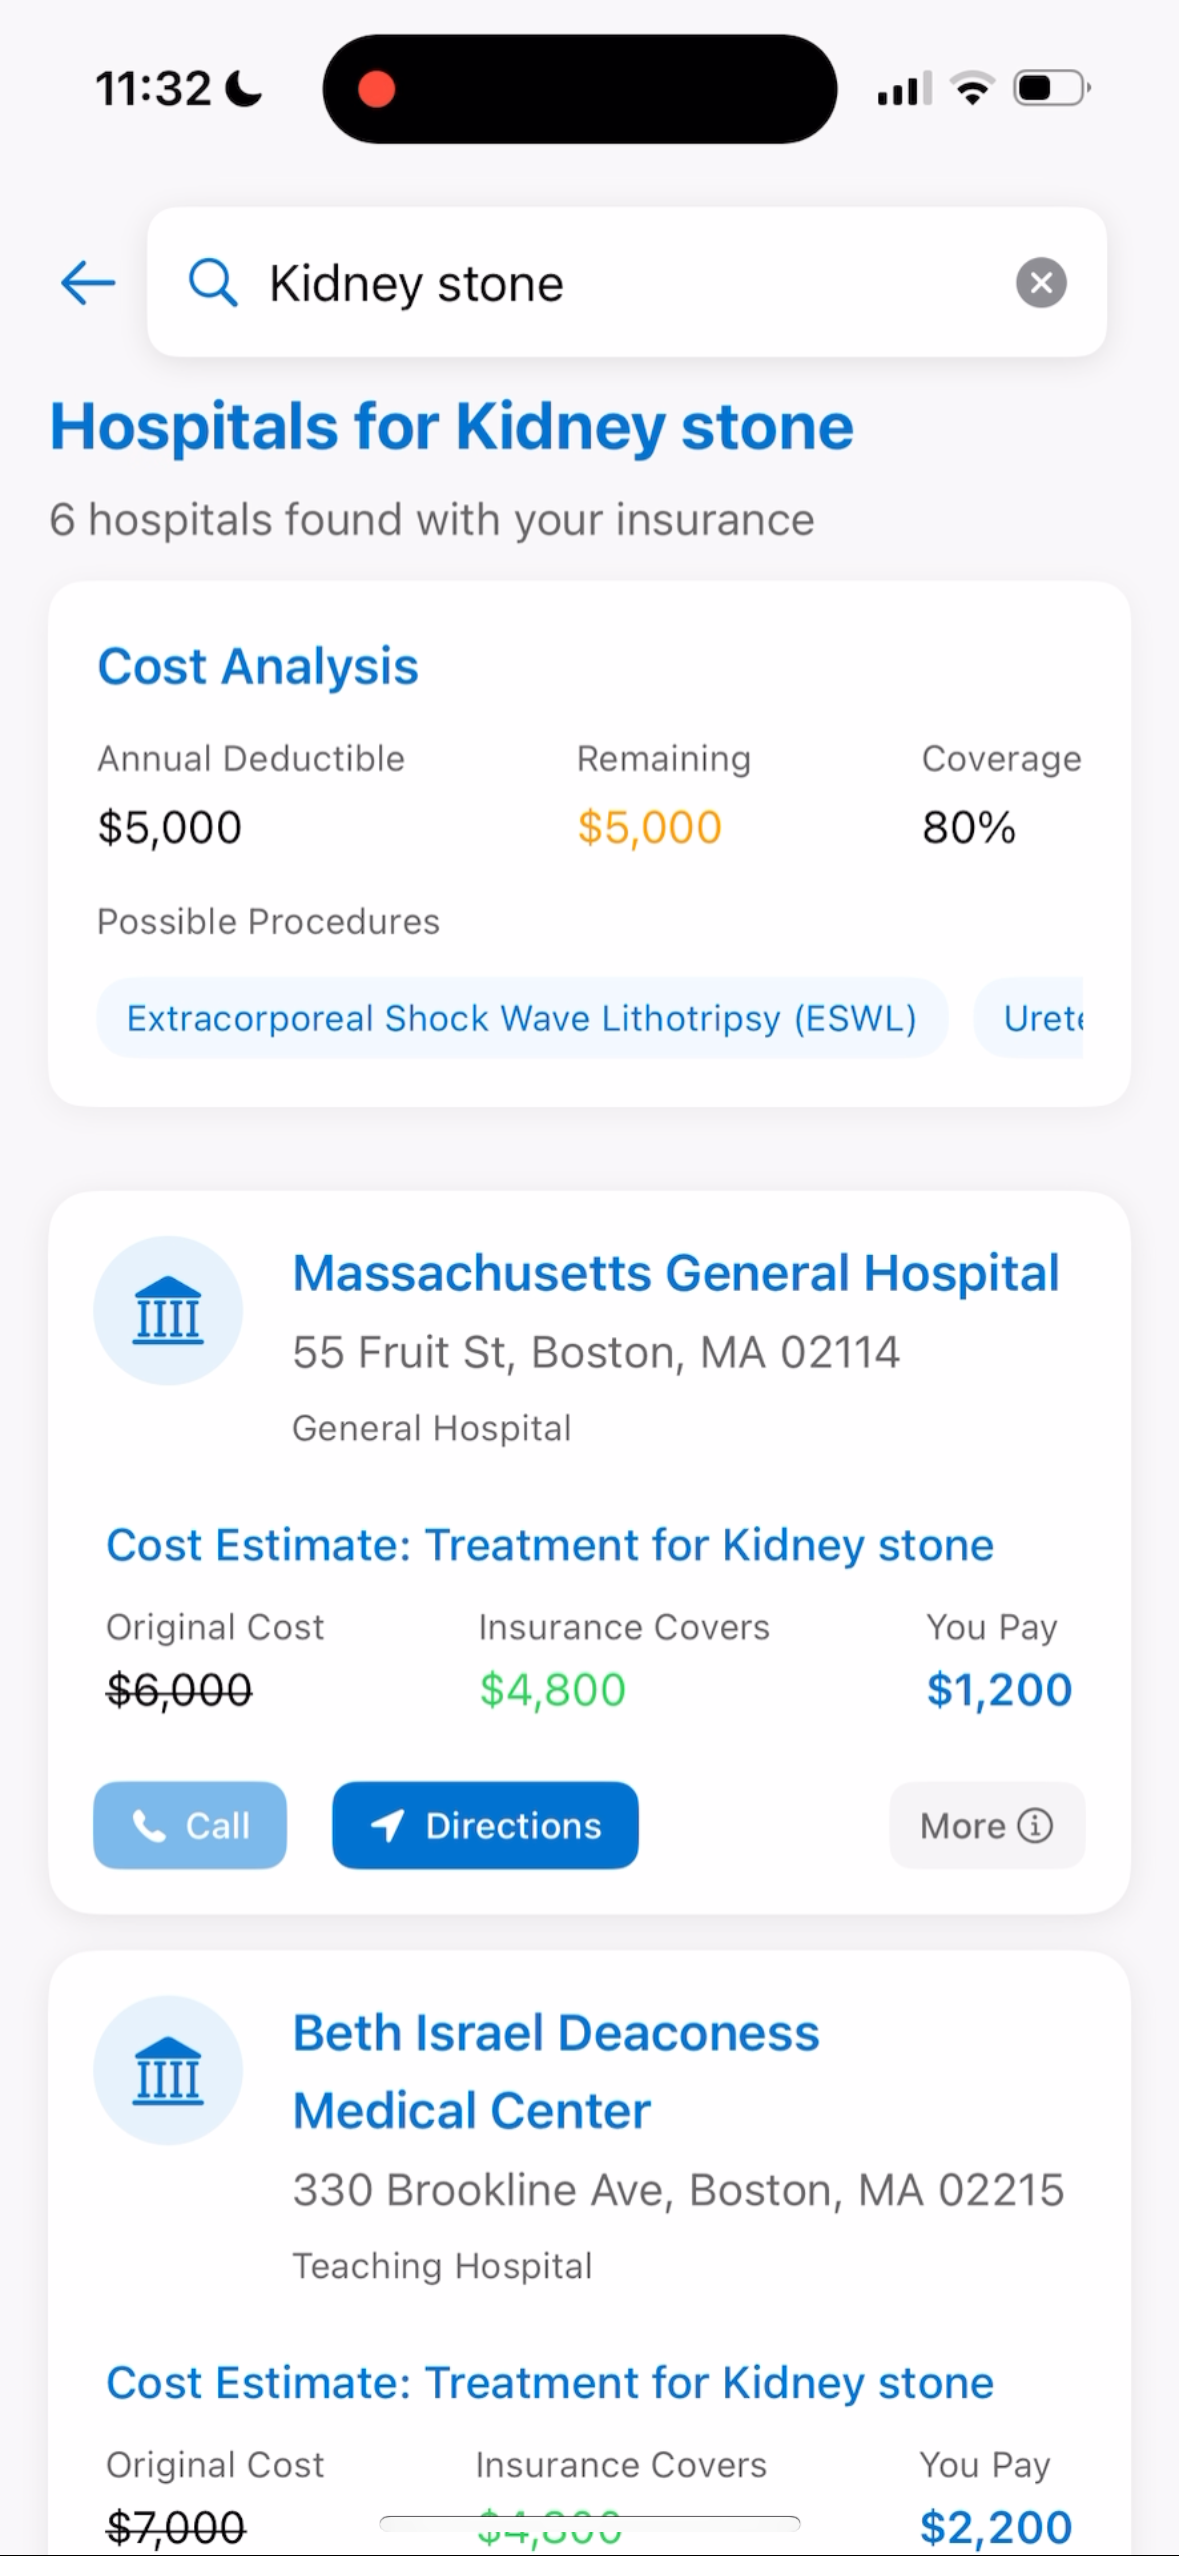 11:32
Kidney stone
Hospitals for Kidney stone
6 hospitals found with your insurance
Cost Analysis
Annual Deductible Remaining Coverage
$5,000 $5,000 80%
Possible Procedures
Extracorporeal Shock Wave Lithotripsy (ESWL) Urete
Massachusetts General Hospital
55 Fruit St, Boston, MA 02114
General Hospital
Cost Estimate: Treatment for Kidney stone
Original Cost Insurance Covers You Pay
$6,000 $4,800 $1,200
Call Directions More
Beth Israel Deaconess
Medical Center
330 Brookline Ave, Boston, MA 02215
Teaching Hospital
Cost Estimate: Treatment for Kidney stone
Original Cost Insurance Covers You Pay
$7,000 $4,800 $2,200